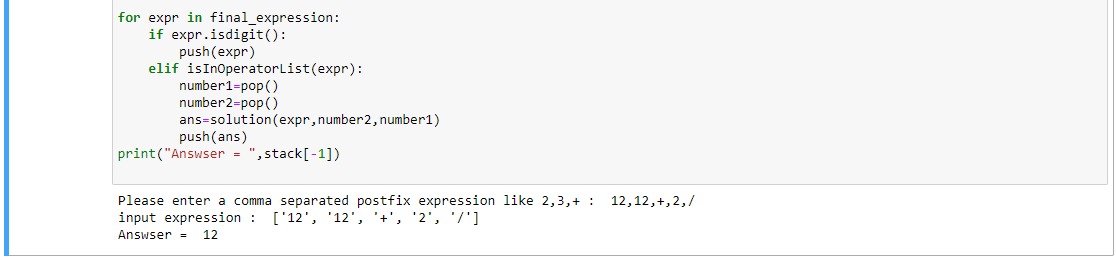 for expr in final_expression:
    if expr.isdigit():
        push(expr)
    elif isInOperatorList(expr):
        number1=pop()
        number2=pop()
        ans=solution(expr,number2,number1)
        push(ans)
print("Answser = ",stack[-1])
Please enter a comma separated postfix expression like 2,3,+ :  12,12,+,2,/
input expression :  ['12', '12', '+', '2', '/']
Answser =  12